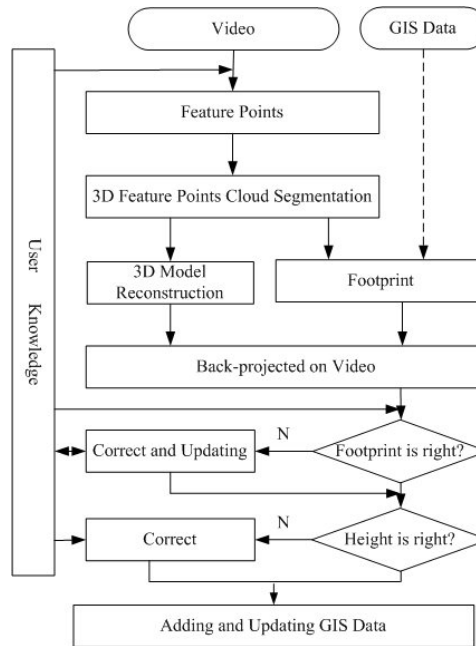 Video
GIS Data
Feature Points
3D Feature Points Cloud Segmentation
User Knowledge
3D Model
Reconstruction
Footprint
Back-projected on Video
N
Correct and Updating
Footprint is right?
N
Correct
Height is right?
Adding and Updating GIS Data